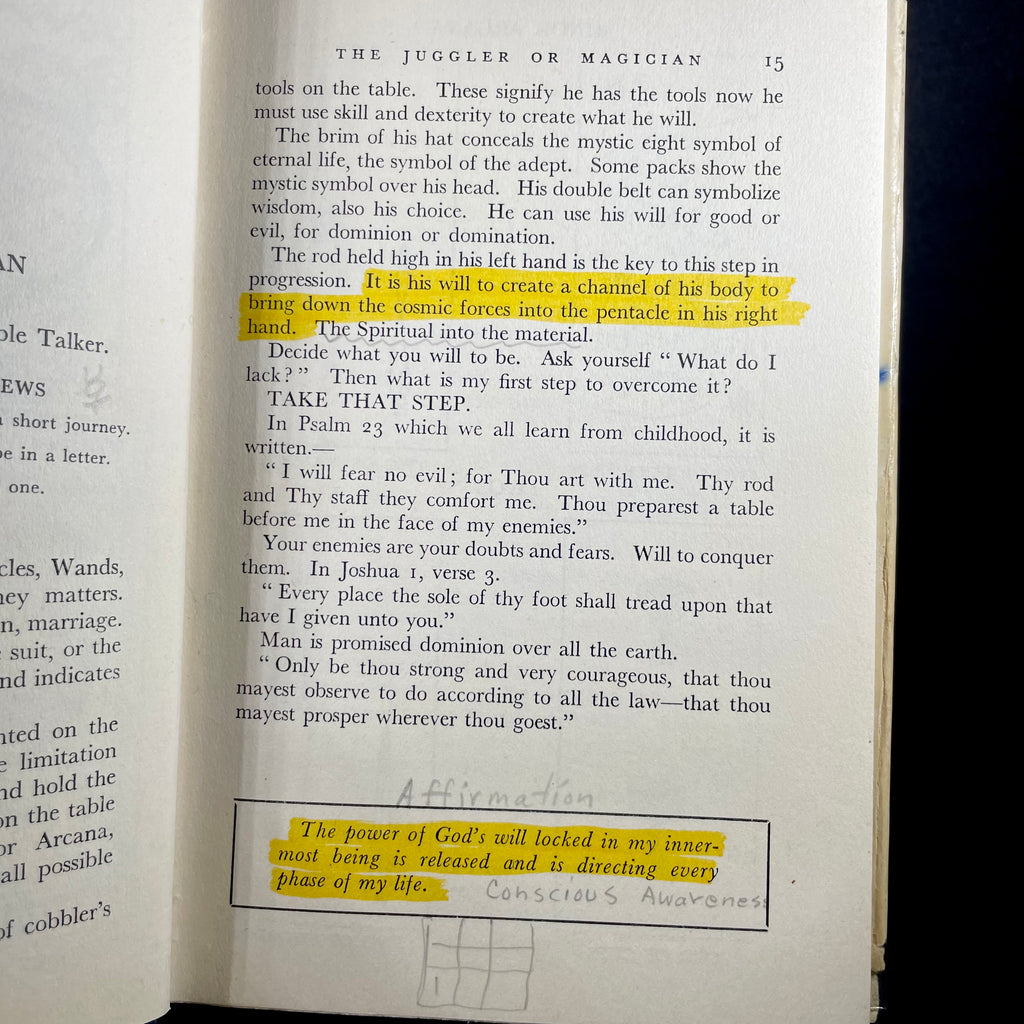 AN
ble Talker.
EWS
a short journey.
be in a letter.
one.
cles, Wands,
ney matters.
n, marriage.
suit, or the
nd indicates
nted on the
e limitation
nd hold the
on the table
or Arcana,
all possible
of cobbler's
THE JUGGLER OR MAGICIAN 15
tools on the table. These signify he has the tools now he
must use skill and dexterity to create what he will.
The brim of his hat conceals the mystic eight symbol of
eternal life, the symbol of the adept. Some packs show the
mystic symbol over his head. His double belt can symbolize
wisdom, also his choice. He can use his will for good or
evil, for dominion or domination.
The rod held high in his left hand is the key to this step in
progression. It is his will to create a channel of his body to
bring down the cosmic forces into the pentacle in his right
hand. The Spiritual into the material.
Decide what you will to be. Ask yourself “ What do I
lack? ” Then what is my first step to overcome it?
TAKE THAT STEP.
In Psalm 23 which we all learn from childhood, it is
written.—
“ I will fear no evil; for Thou art with me. Thy rod
and Thy staff they comfort me. Thou preparest a table
before me in the face of my enemies.”
Your enemies are your doubts and fears. Will to conquer
them. In Joshua 1, verse 3.
“ Every place the sole of thy foot shall tread upon that
have I given unto you.”
Man is promised dominion over all the earth.
“ Only be thou strong and very courageous, that thou
mayest observe to do according to all the law—that thou
mayest prosper wherever thou goest.”
Affirmation
The power of God's will locked in my inner-
most being is released and is directing every
phase of my life. Conscious Awareness
1